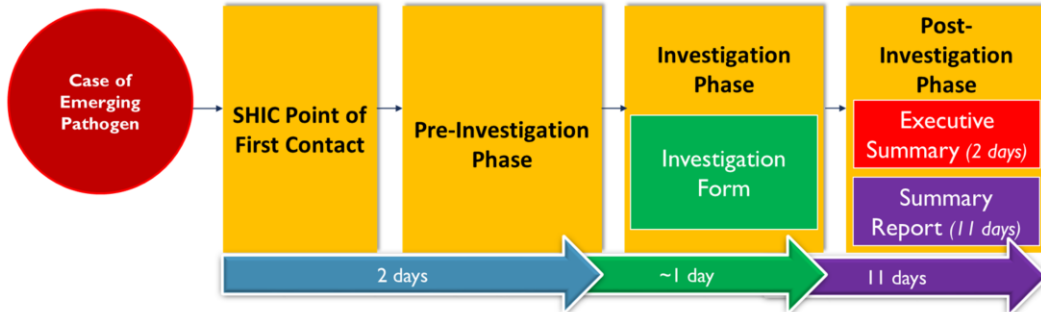 Case of
Emerging
Pathogen
SHIC Point of
First Contact
Pre-Investigation
Phase
Investigation
Phase
Investigation
Form
Post-
Investigation
Phase
Executive
Summary (2 days)
Summary
Report (11 days)
2 days
~1 day
11 days